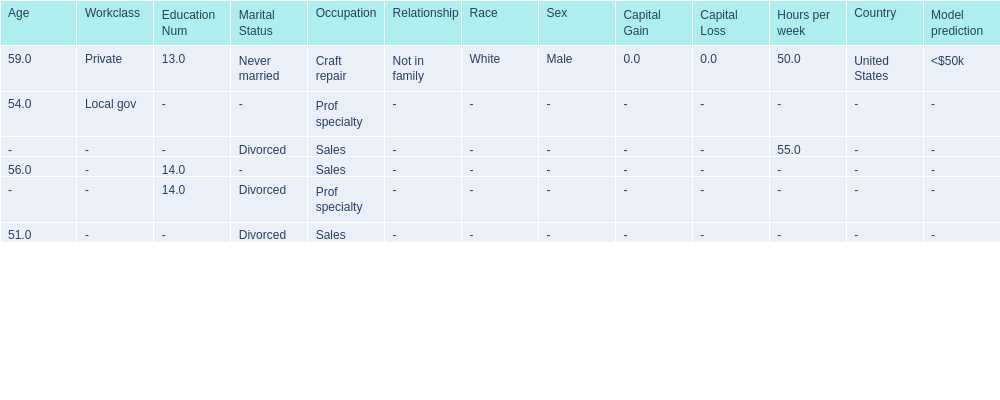 Age Workclass Education Num Marital Status Occupation Relationship Race Sex Capital Gain Capital Loss Hours per week Country Model prediction
59.0 Private 13.0 Never married Craft repair Not in family White Male 0.0 0.0 50.0 United States <$50k
54.0 Local gov - - Prof specialty - - - - - - - -
- - - Divorced Sales - - - - - 55.0 - -
56.0 - 14.0 - Sales - - - - - - - -
- - 14.0 Divorced Prof specialty - - - - - - - -
51.0 - - Divorced Sales - - - - - - - -